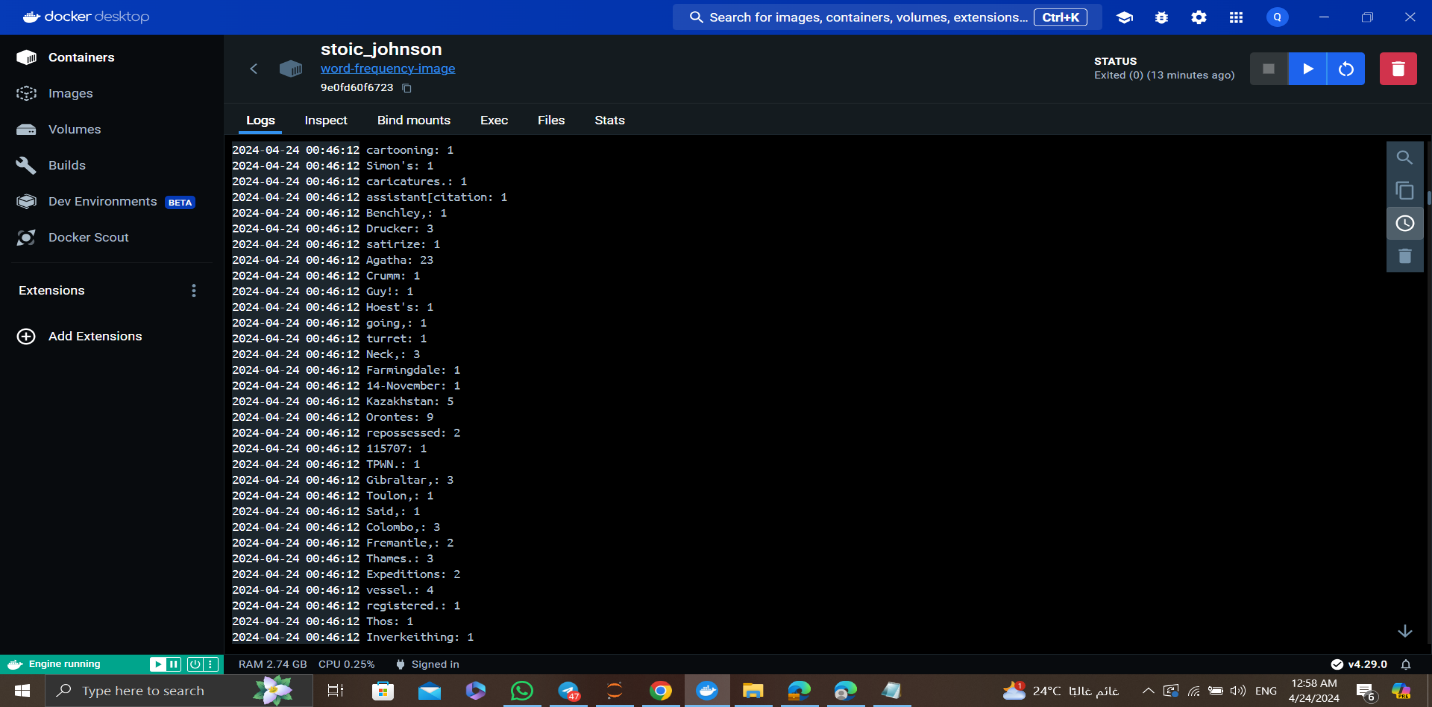 docker desktop
Search for images, containers, volumes, extensions... Ctrl+K
Q
Containers
Images
Volumes
Builds
Dev Environments BETA
Docker Scout
Extensions
Add Extensions
stoic_johnson
word-frequency-image
9e0fd60f6723
STATUS
Exited (0) (13 minutes ago)
Logs Inspect Bind mounts Exec Files Stats
2024-04-24 00:46:12 cartooning: 1
2024-04-24 00:46:12 Simon's: 1
2024-04-24 00:46:12 caricatures.: 1
2024-04-24 00:46:12 assistant[citation: 1
2024-04-24 00:46:12 Benchley,: 1
2024-04-24 00:46:12 Drucker: 3
2024-04-24 00:46:12 satirize: 1
2024-04-24 00:46:12 Agatha: 23
2024-04-24 00:46:12 Crumm: 1
2024-04-24 00:46:12 Guy!: 1
2024-04-24 00:46:12 Hoest's: 1
2024-04-24 00:46:12 going,: 1
2024-04-24 00:46:12 turret: 1
2024-04-24 00:46:12 Neck,: 3
2024-04-24 00:46:12 Farmingdale: 1
2024-04-24 00:46:12 14-November: 1
2024-04-24 00:46:12 Kazakhstan: 5
2024-04-24 00:46:12 Orontes: 9
2024-04-24 00:46:12 repossessed: 2
2024-04-24 00:46:12 115707: 1
2024-04-24 00:46:12 TPWN.: 1
2024-04-24 00:46:12 Gibraltar,: 3
2024-04-24 00:46:12 Toulon,: 1
2024-04-24 00:46:12 Said,: 1
2024-04-24 00:46:12 Colombo,: 3
2024-04-24 00:46:12 Fremantle,: 2
2024-04-24 00:46:12 Thames.: 3
2024-04-24 00:46:12 Expeditions: 2
2024-04-24 00:46:12 vessel.: 4
2024-04-24 00:46:12 registered.: 1
2024-04-24 00:46:12 Thos: 1
2024-04-24 00:46:12 Inverkeithing: 1
Engine running
RAM 2.74 GB CPU 0.25% Signed in
v4.29.0
Type here to search
47
1
24°C غائم غالبًا
ENG
12:58 AM
4/24/2024
6